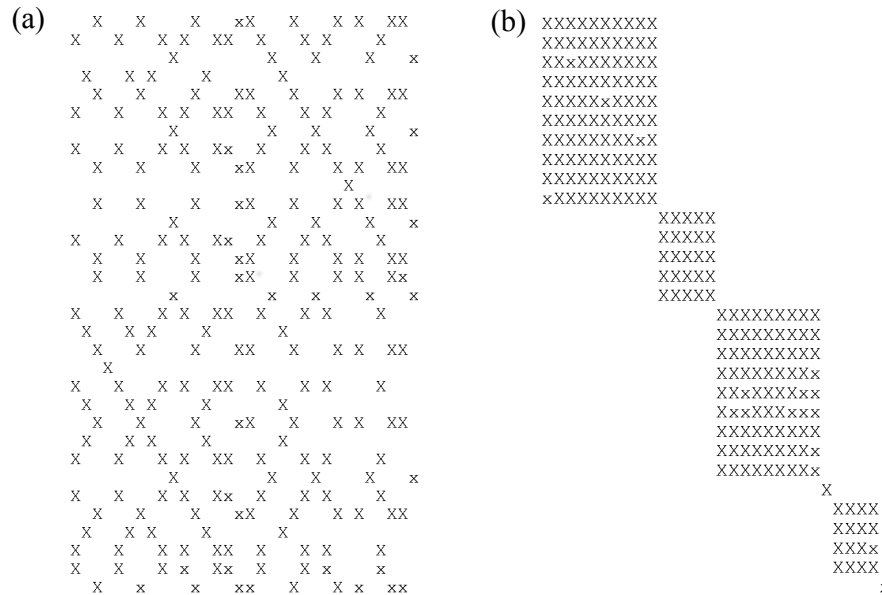 (a)
X X X xX X X X XX
X X X X XX X X X X
X X X X x
X X X X X
X X X XX X X X XX
X X X X XX X X X X
X X X X x
X X X X Xx X X X X
X X X xX X X X XX
X
X X X xX X X X XX
X X X X x
X X X X Xx X X X X
X X X xX X X X XX
X X X xX X X X Xx
x x x x x
X X X X XX X X X X
X X X X X
X X X XX X X X XX
X
X X X X XX X X X X
X X X X X
X X X xX X X X XX
X X X X X
X X X X XX X X X X
X X X X x
X X X X Xx X X X X
X X X xX X X X XX
X X X X X
X X X X XX X X X X
X X X x Xx X X x X
X x x xx X X x xx
(b)
XXXXXXXXXX
XXXXXXXXXX
XXxXXXXXXX
XXXXXXXXXX
XXXXXxXXXX
XXXXXXXXXX
XXXXXXXXxX
XXXXXXXXXX
XXXXXXXXXX
xXXXXXXXXX
XXXXX
XXXXX
XXXXX
XXXXX
XXXXX
XXXXXXXXX
XXXXXXXXX
XXXXXXXXX
XXXXXXXXx
XXxXXXXxx
XxxXXXxxx
XXXXXXXXx
XXXXXXXXX
XXXXXXXXx
X
XXXX
XXXX
XXXx
XXXX